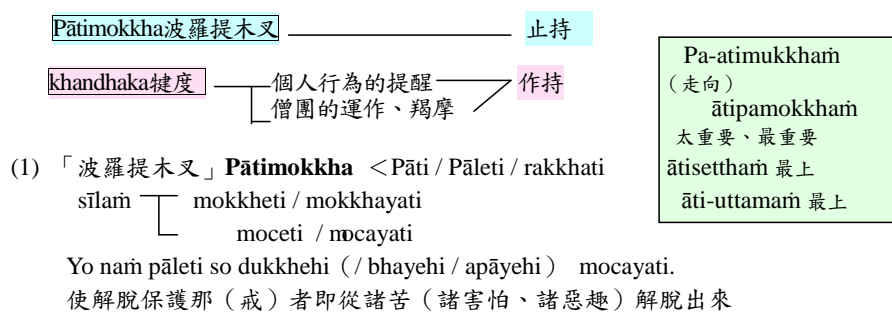 Pātimokkha波羅提木叉 止持
khandhaka犍度 個人行為的提醒 作持
僧團的運作、羯摩
Pa-atimukkhaṁ
（走向）
ātipamokkhaṁ
太重要、最重要
ātisetthaṁ 最上
āti-uttamaṁ 最上
(1) 「波羅提木叉」Pātimokkha ＜Pāti / Pāleti / rakkhati
sīlaṁ mokkheti / mokkhayati
moceti / mocayati
Yo naṁ pāleti so dukkhehi（/ bhayehi / apāyehi） mocayati.
使解脫保護那（戒）者即從諸苦（諸害怕、諸惡趣）解脫出來